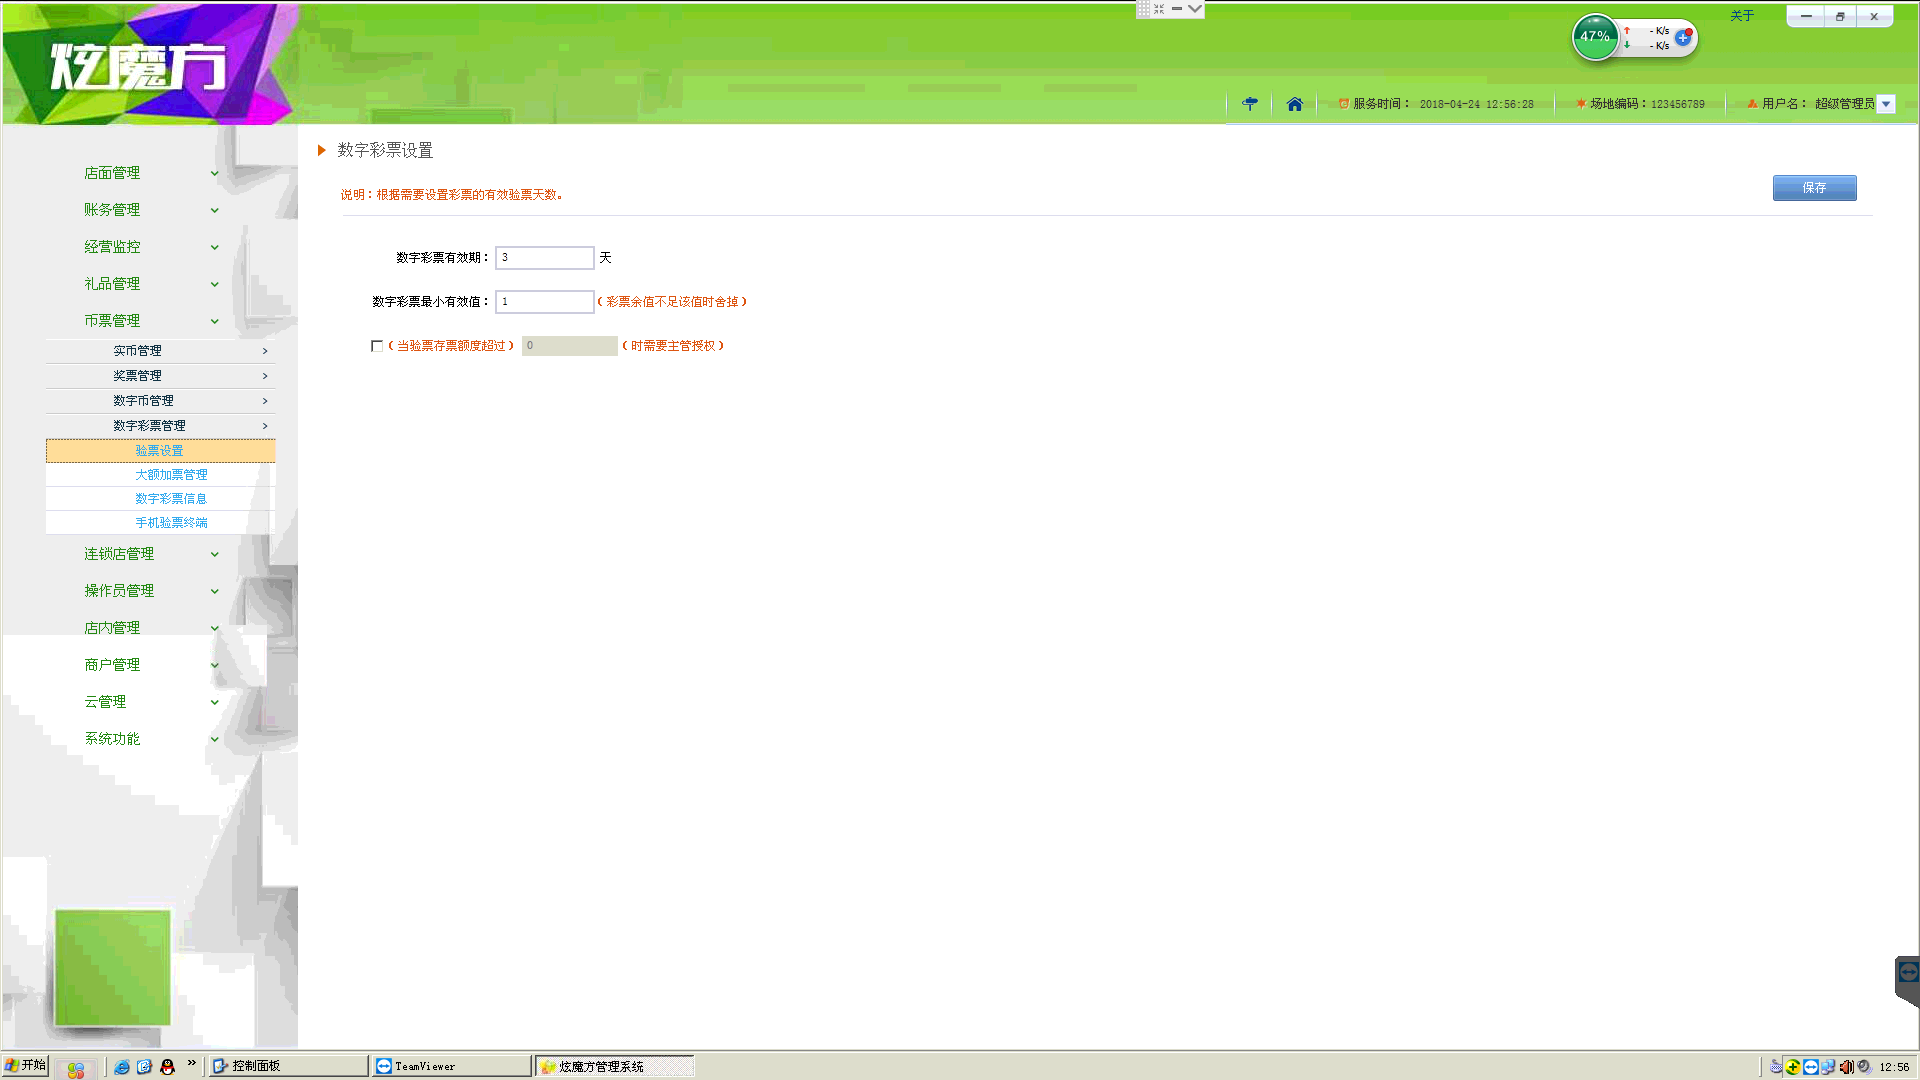 炫魔方
47%
- K/s
- K/s
关于
服务时间： 2018-04-24 12:56:28
场地编码：123456789
用户名： 超级管理员
店面管理
账务管理
经营监控
礼品管理
币票管理
实币管理
奖票管理
数字币管理
数字彩票管理
验票设置
大额加票管理
数字彩票信息
手机验票终端
连锁店管理
操作员管理
店内管理
商户管理
云管理
系统功能
数字彩票设置
说明：根据需要设置彩票的有效验票天数。
保存
数字彩票有效期： 3 天
数字彩票最小有效值： 1 （彩票余值不足该值时舍掉）
（当验票存票额度超过） 0 （时需要主管授权）
开始
控制面板
TeamViewer
炫魔方管理系统
12:56